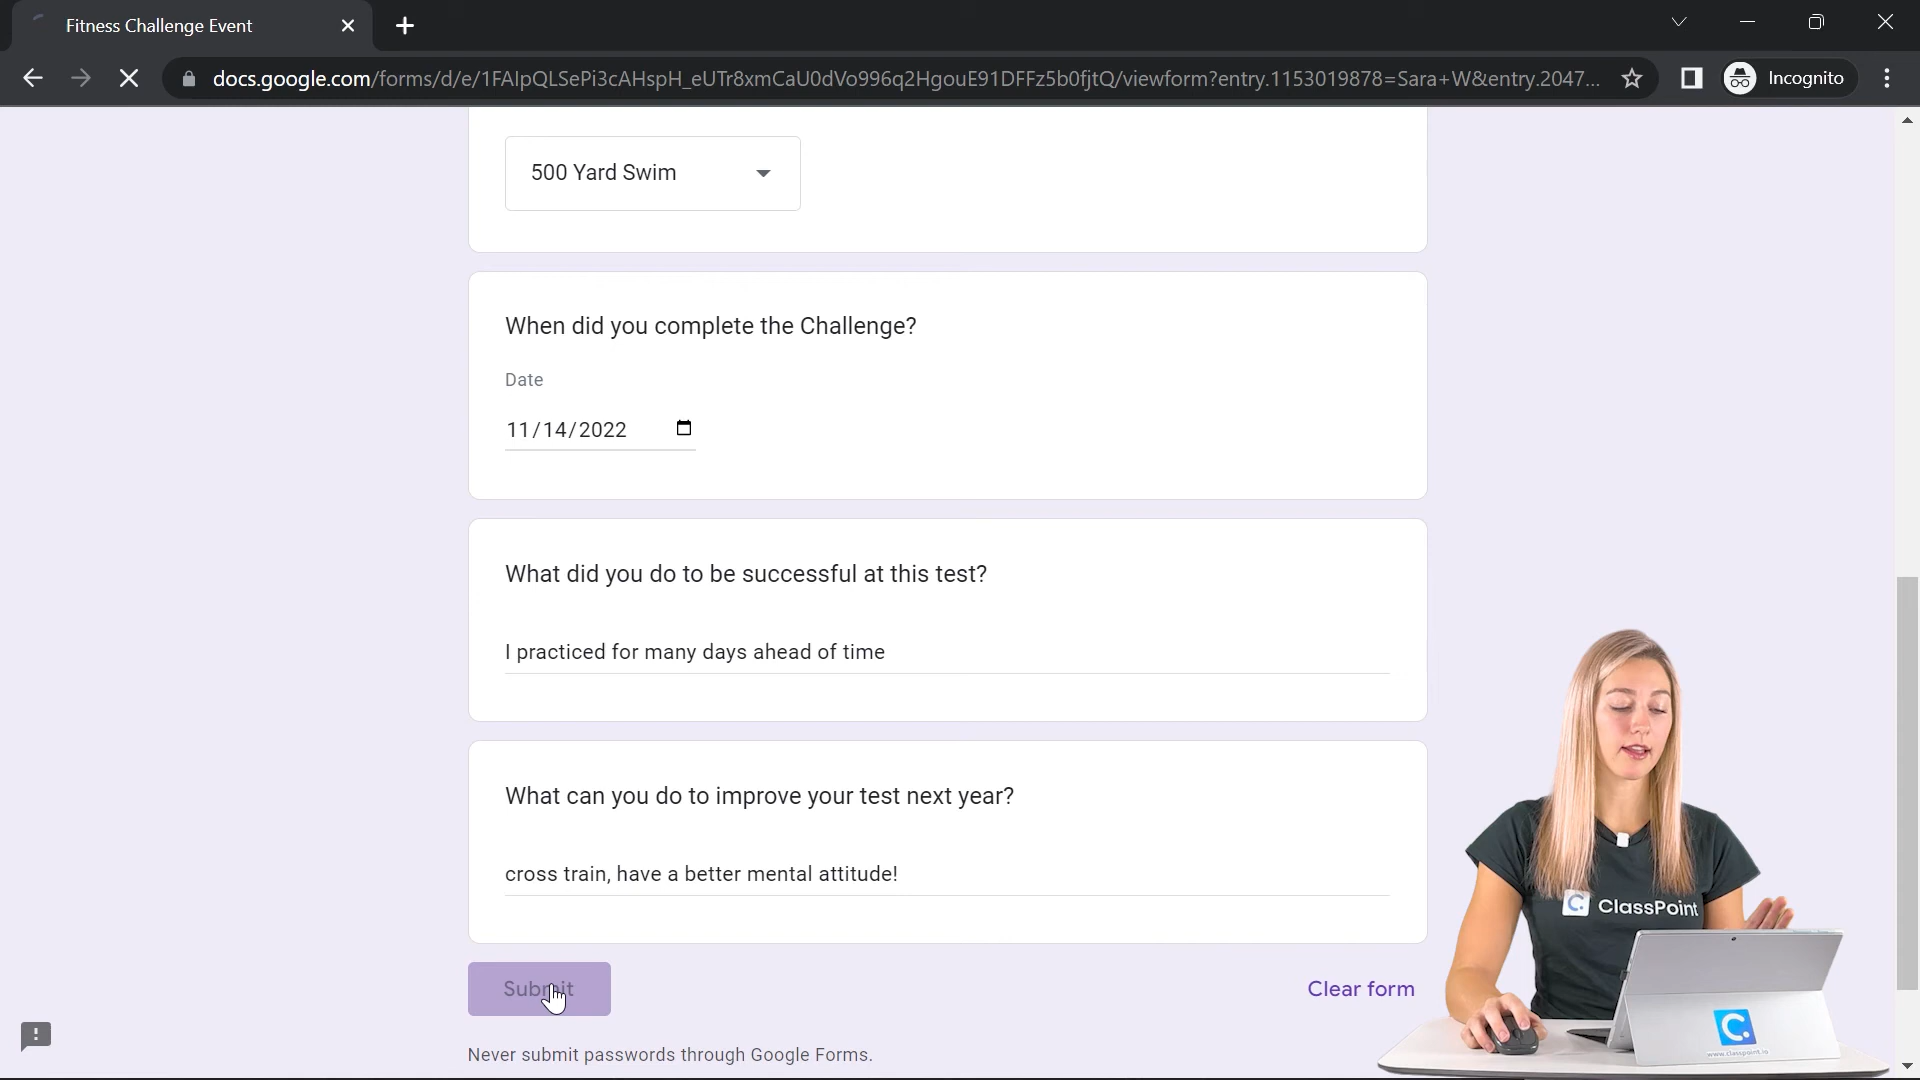 Fitness Challenge Event
docs.google.com/forms/d/e/1FAIpQLSePi3cAHspH_eUTr8xmCaU0dVo996q2HgouE91DFFz5b0fjtQ/viewform?entry.1153019878=Sara+W&entry.2047...
Incognito
500 Yard Swim
When did you complete the Challenge?
Date
11/14/2022
What did you do to be successful at this test?
I practiced for many days ahead of time
What can you do to improve your test next year?
cross train, have a better mental attitude!
Submit
Clear form
Never submit passwords through Google Forms.
C. ClassPoint
C
www.classpoint.io